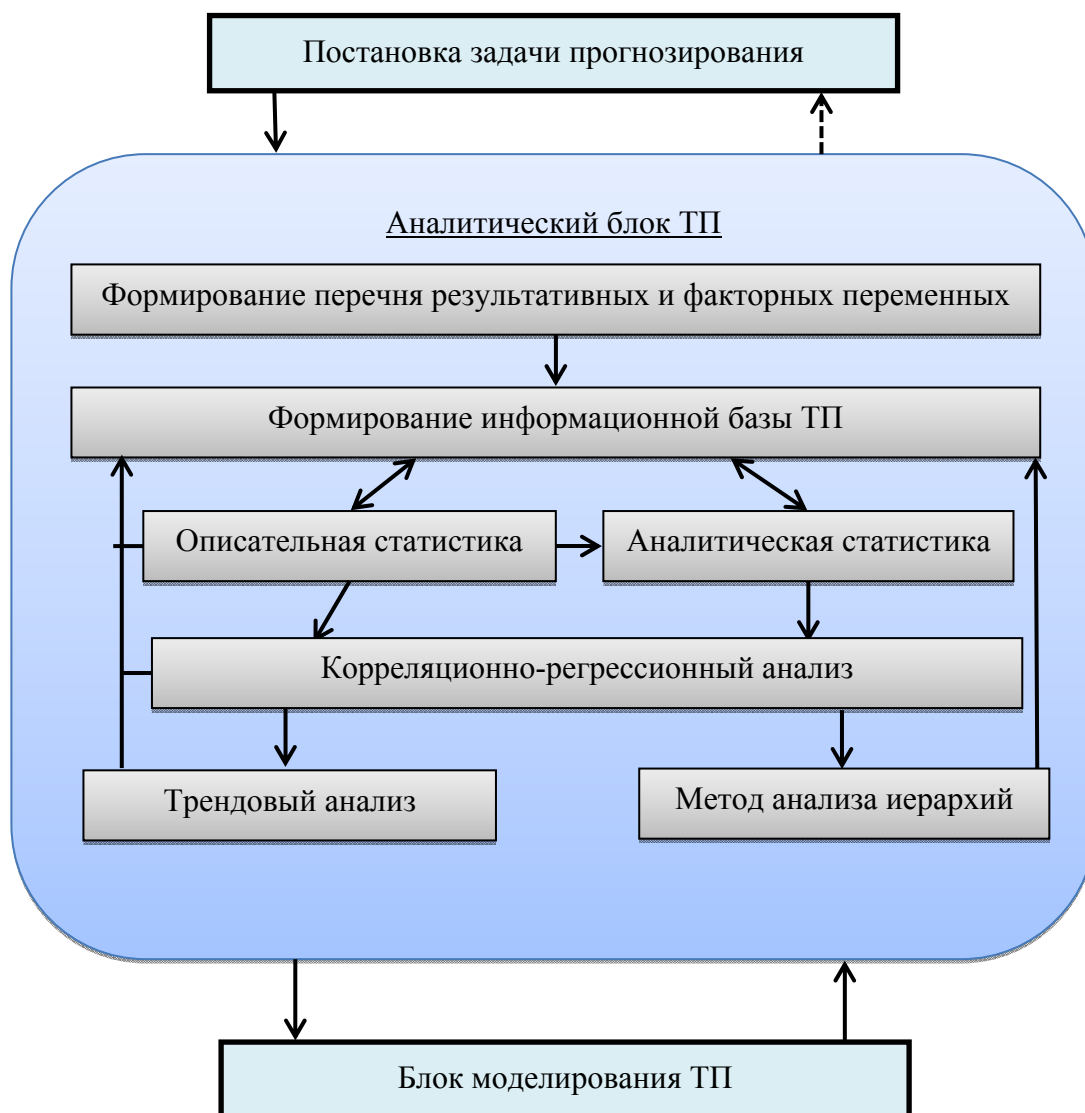 Постановка задачи прогнозирования
Аналитический блок ТП
Формирование перечня результативных и факторных переменных
Формирование информационной базы ТП
Описательная статистика
Аналитическая статистика
Корреляционно-регрессионный анализ
Трендовый анализ
Метод анализа иерархий
Блок моделирования ТП